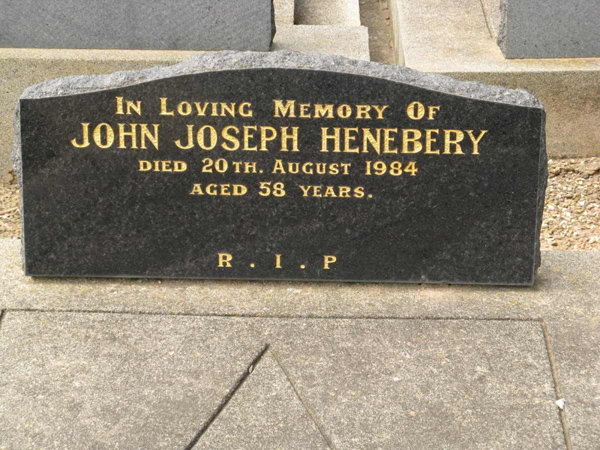 In Loving Memory Of
JOHN JOSEPH HENEBERY
DIED 20TH. AUGUST 1984
AGED 58 YEARS.
R . I . P